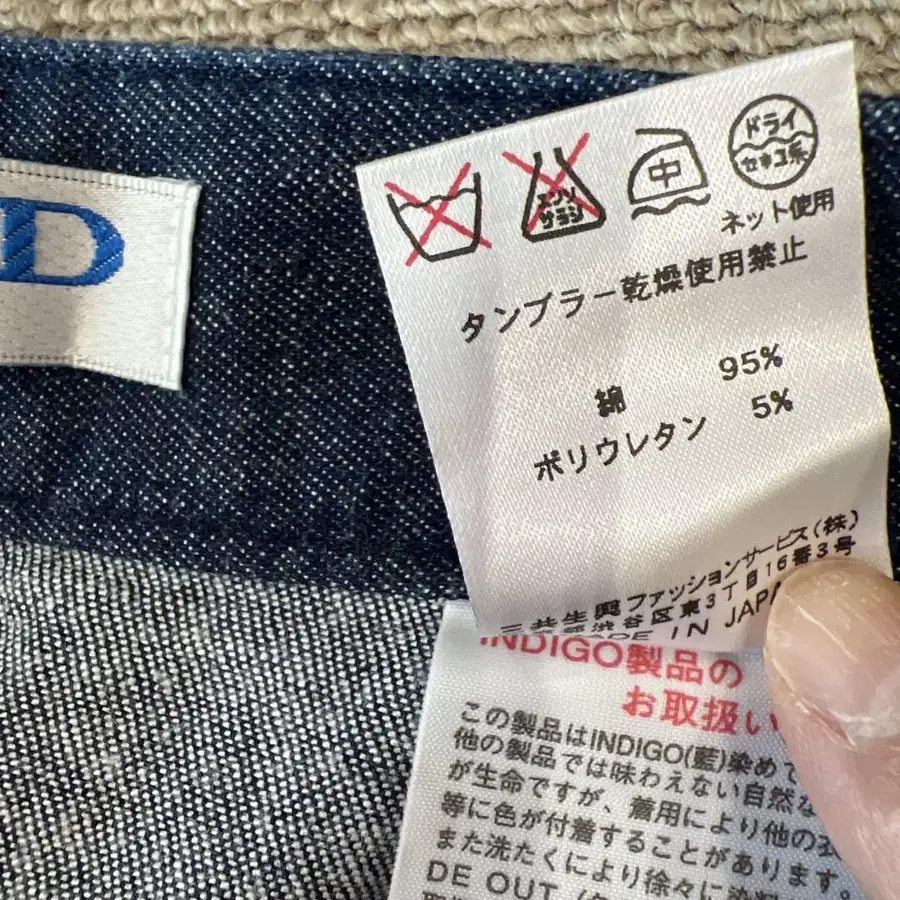 D
エンソ
サラシ
中
ドライ
セキユ系
ネット使用
タンブラー乾燥使用禁止
綿 95%
ポリウレタン 5%
三共生興ファッションサービス(株)
渋谷区東3丁目16番3号
MADE IN JAPA
INDIGO製品の
お取扱い
この製品はINDIGO(藍)染めで
他の製品では味わえない自然な
が生命ですが、着用により他の衣
等に色が付着することがあります。
また洗たくにより徐々に染料
DE OUT